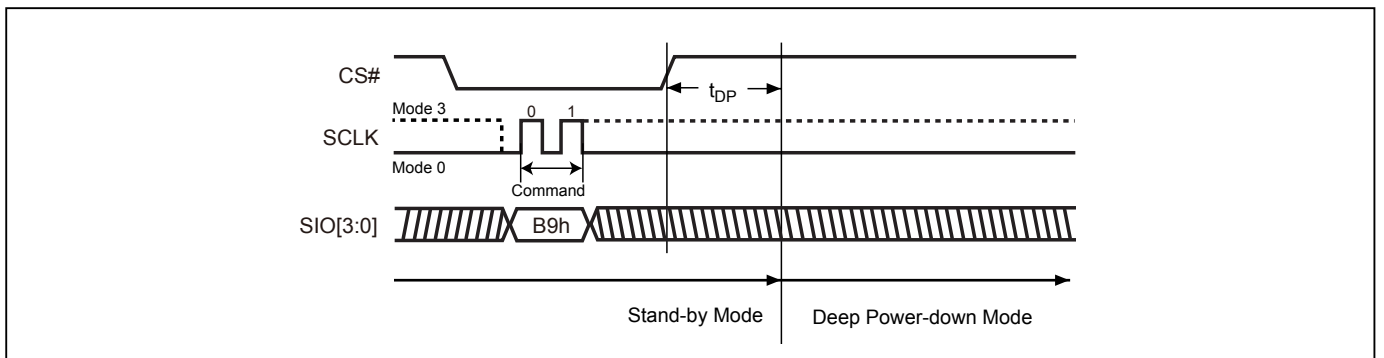 CS#
tDP
Mode 3
0 1
SCLK
Mode 0
Command
SIO[3:0]
B9h
Stand-by Mode
Deep Power-down Mode